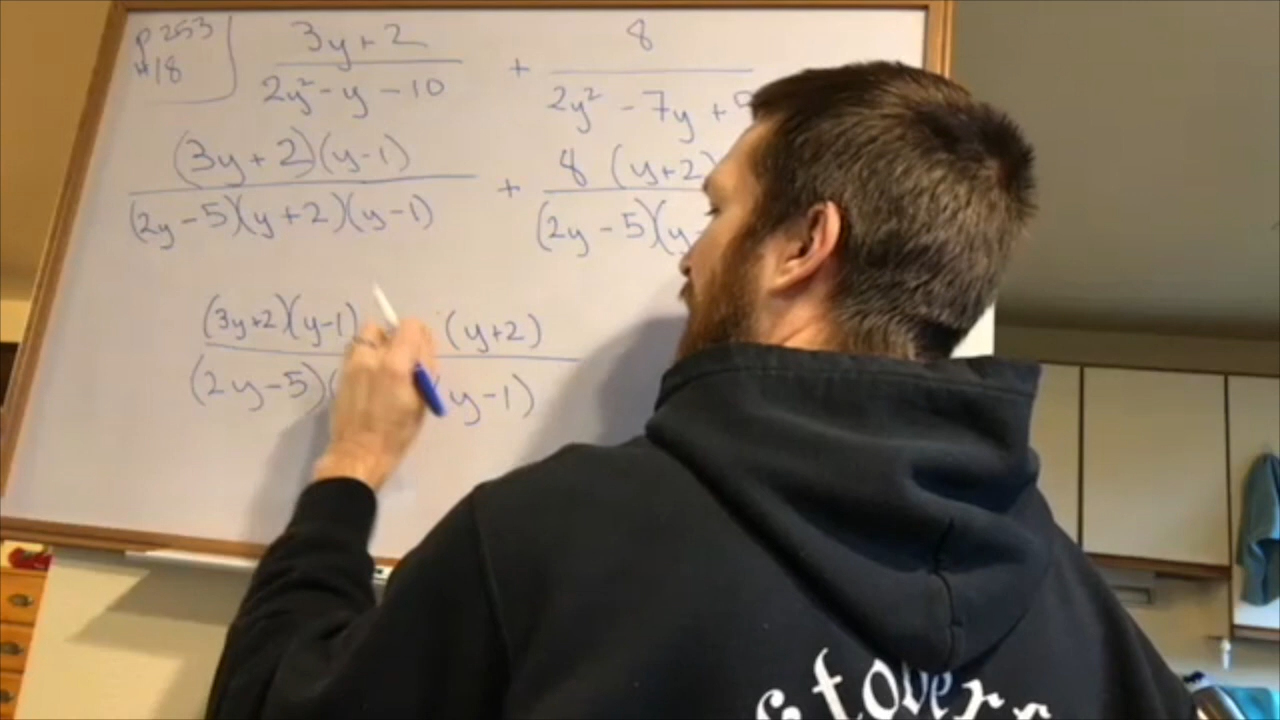 p 253
#18
3y+2 + 8
2y² - y - 10 2y² - 7y +
(3y+2)(y-1) + 8 (y+2)
(2y-5)(y+2)(y-1) (2y-5)(y-
(3y+2)(y-1) (y+2)
(2y-5)( y-1)